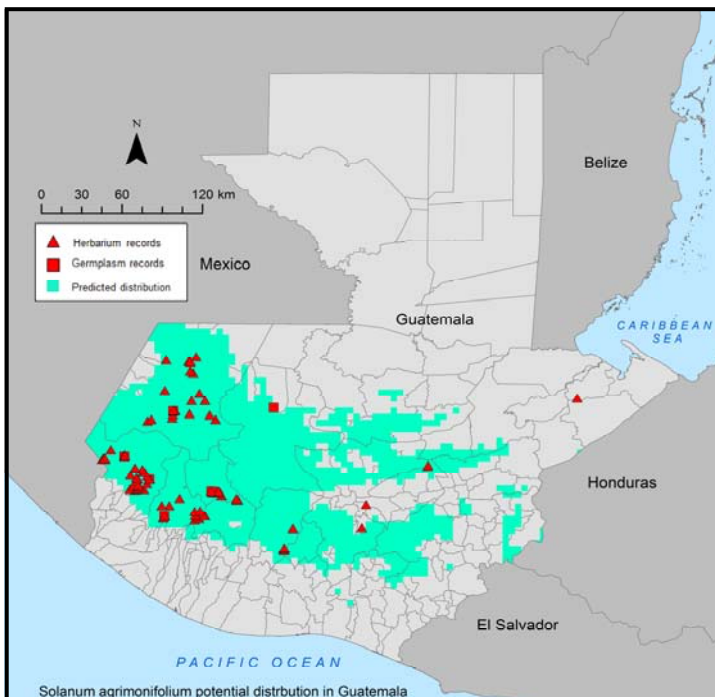 Belize
N
0 30 60 120 km
Herbarium records
Germplasm records
Predicted distribution
Mexico
Guatemala
CARIBBEAN
SEA
Honduras
El Salvador
PACIFIC OCEAN
Solanum agrimonifolium potential distrbution in Guatemala